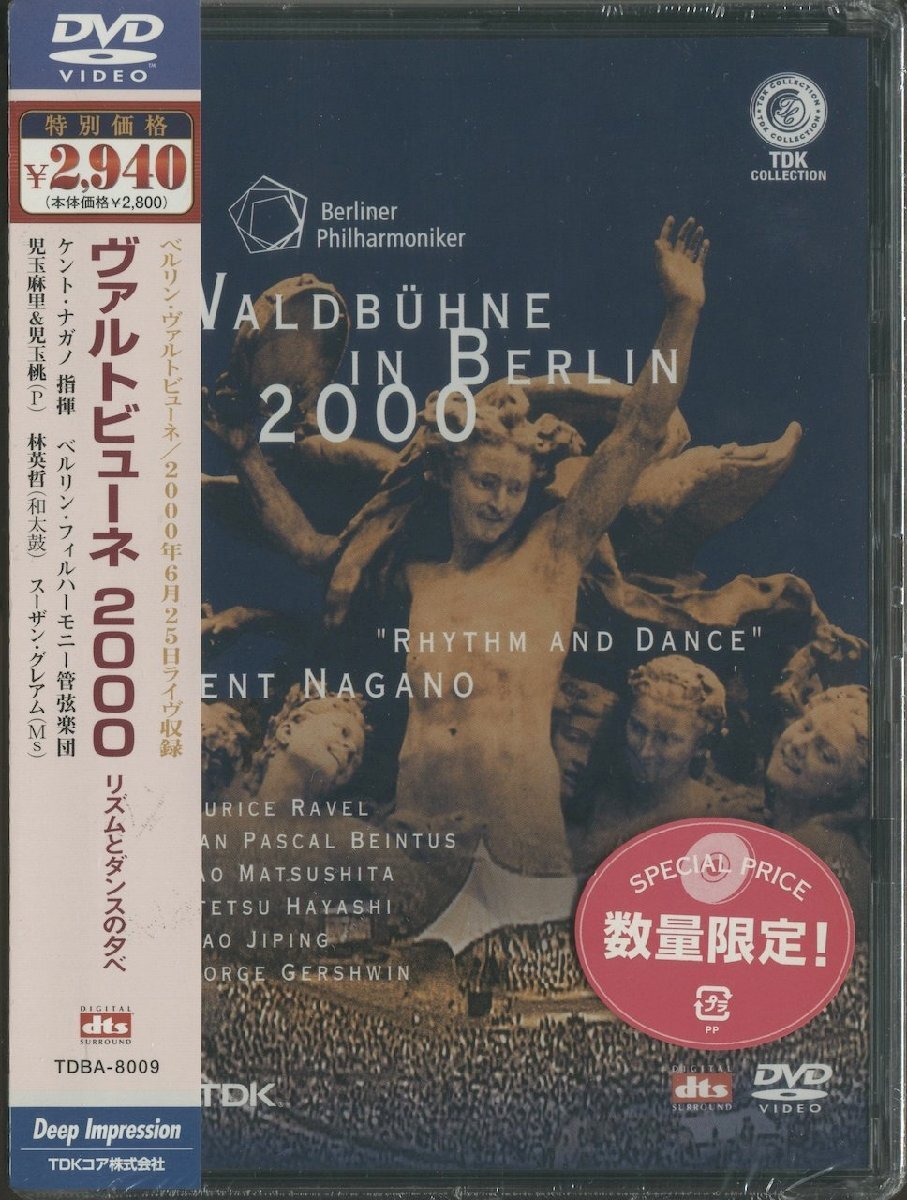 DVD
VIDEO
特別価格
¥2,940
(本体価格¥2,800)
ベルリン・ヴァルトビューネ/2000年6月25日ライヴ収録
ヴァルトビューネ 2000 リズムとダンスの夕べ
ケント・ナガノ 指揮 ベルリン・フィルハーモニー管弦楽団
児玉麻里&児玉桃(P) 林英哲(和太鼓) スーザン・グレアム(Ms)
DIGITAL
dts
SURROUND
TDBA-8009
Deep Impression
TDKコア株式会社
TDK COLLECTION
TDK COLLECTION
TDK
COLLECTION
Berliner
Philharmoniker
WALDBÜHNE
IN BERLIN
2000
"RHYTHM AND DANCE"
ENT NAGANO
URICE RAVEL
AN PASCAL BEINTUS
AO MATSUSHITA
TETSU HAYASHI
AO JIPING
ORGE GERSHWIN
SPECIAL PRICE
数量限定!
プラ
PP
TDK
DIGITAL
dts
SURROUND
DVD
VIDEO